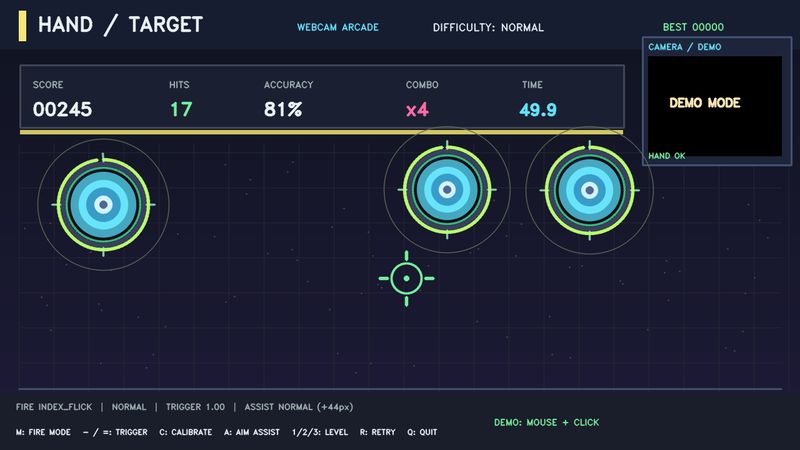 HAND / TARGET
WEBCAM ARCADE
DIFFICULTY: NORMAL
BEST 00000
CAMERA / DEMO
DEMO MODE
HAND OK
SCORE HITS ACCURACY COMBO TIME
00245 17 81% x4 49.9
FIRE INDEX_FLICK | NORMAL | TRIGGER 1.00 | ASSIST NORMAL (+44px)
DEMO: MOUSE + CLICK
M: FIRE MODE - / =: TRIGGER C: CALIBRATE A: AIM ASSIST 1/2/3: LEVEL R: RETRY Q: QUIT